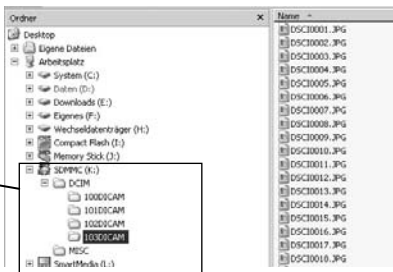 Ordner
Desktop
Eigene Dateien
Arbeitsplatz
System (C:)
Daten (D:)
Downloads (E:)
Eigenes (F:)
Wechseldatenträger (H:)
Compact Flash (I:)
Memory Stick (J:)
SDMMC (K:)
DCIM
100DICAM
101DICAM
102DICAM
103DICAM
MISC
SmartMedia (L:)
Name
DSCI0001.JPG
DSCI0002.JPG
DSCI0003.JPG
DSCI0004.JPG
DSCI0005.JPG
DSCI0006.JPG
DSCI0007.JPG
DSCI0008.JPG
DSCI0009.JPG
DSCI0010.JPG
DSCI0011.JPG
DSCI0012.JPG
DSCI0013.JPG
DSCI0014.JPG
DSCI0015.JPG
DSCI0016.JPG
DSCI0017.JPG
DSCI0018.JPG